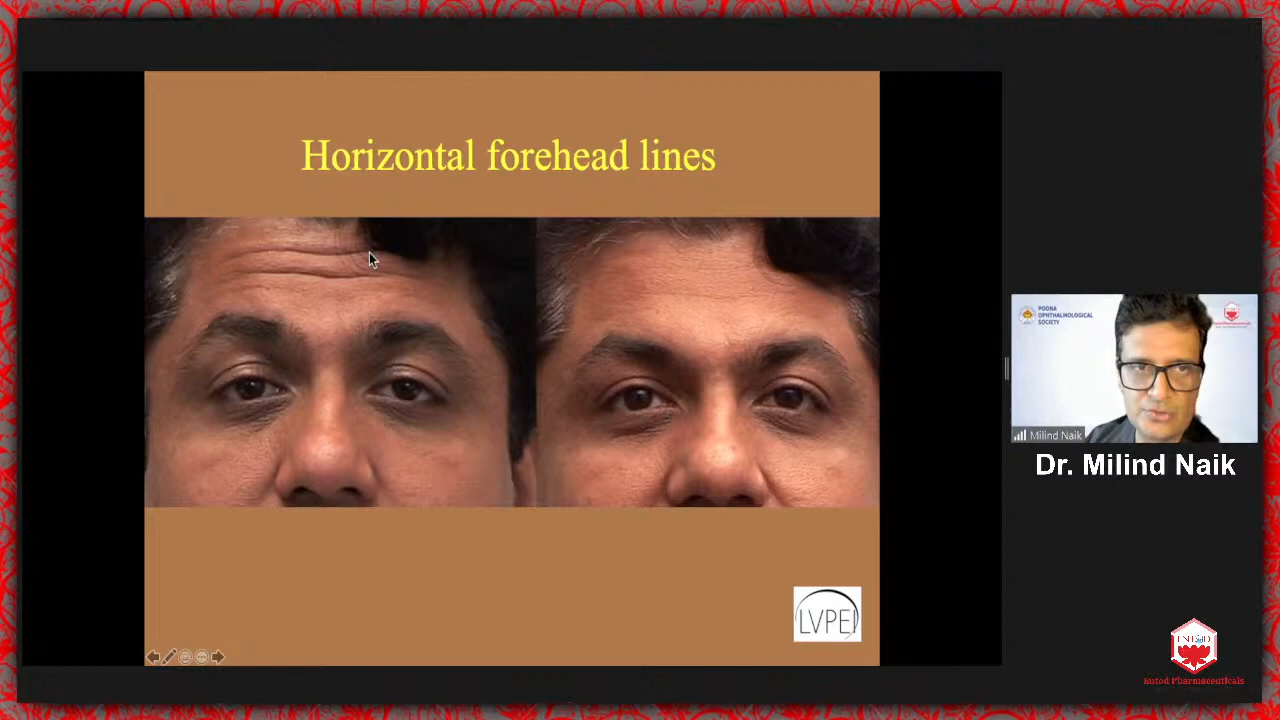 Horizontal forehead lines
LVPEI
POONA
OPHTHALMOLOGICAL
SOCIETY
Milind Naik
Dr. Milind Naik
Entod Pharmaceuticals